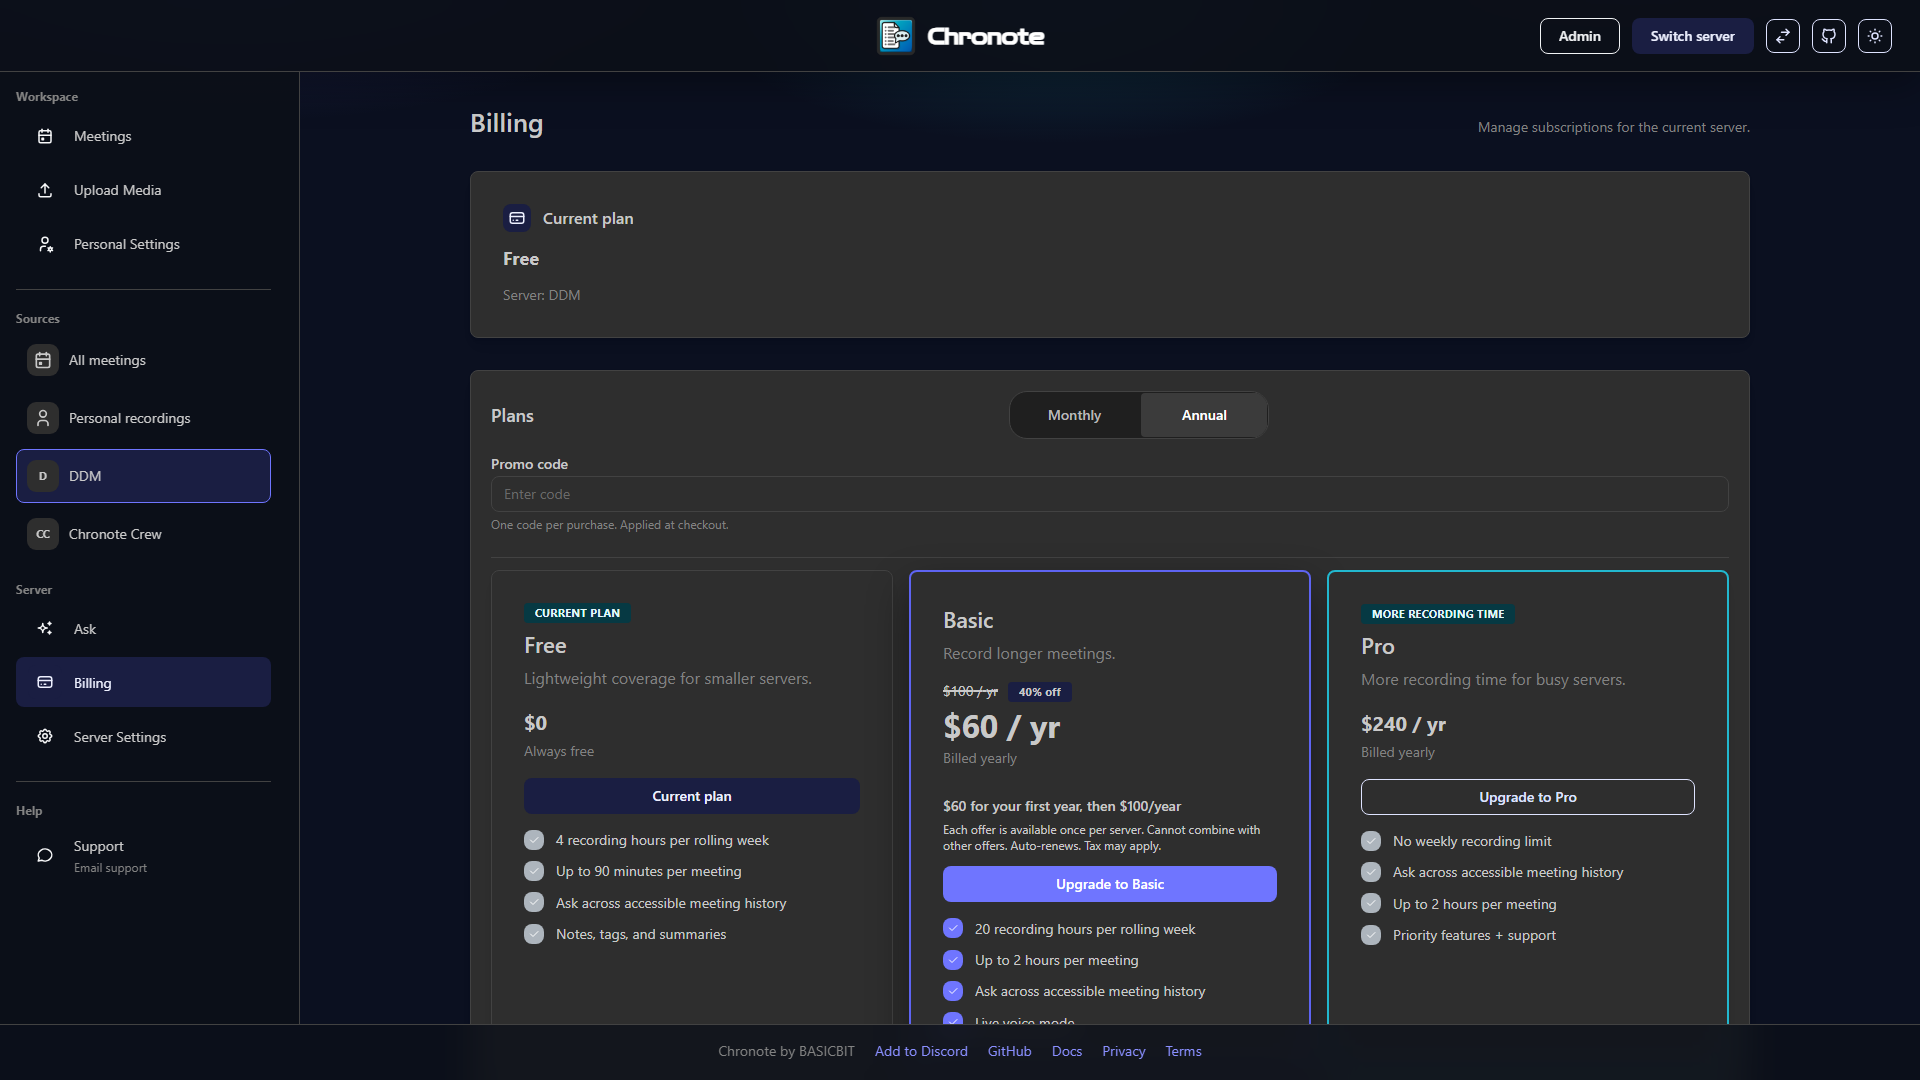 Chronote
Admin
Switch server
Workspace
Meetings
Upload Media
Personal Settings
Sources
All meetings
Personal recordings
D
DDM
CC
Chronote Crew
Server
Ask
Billing
Server Settings
Help
Support
Email support
Billing
Manage subscriptions for the current server.
Current plan
Free
Server: DDM
Plans
Monthly
Annual
Promo code
Enter code
One code per purchase. Applied at checkout.
CURRENT PLAN
Free
Lightweight coverage for smaller servers.
$0
Always free
Current plan
4 recording hours per rolling week
Up to 90 minutes per meeting
Ask across accessible meeting history
Notes, tags, and summaries
Basic
Record longer meetings.
$100 / yr
40% off
$60 / yr
Billed yearly
$60 for your first year, then $100/year
Each offer is available once per server. Cannot combine with
other offers. Auto-renews. Tax may apply.
Upgrade to Basic
20 recording hours per rolling week
Up to 2 hours per meeting
Ask across accessible meeting history
Live voice mode
MORE RECORDING TIME
Pro
More recording time for busy servers.
$240 / yr
Billed yearly
Upgrade to Pro
No weekly recording limit
Ask across accessible meeting history
Up to 2 hours per meeting
Priority features + support
Chronote by BASICBIT
Add to Discord
GitHub
Docs
Privacy
Terms